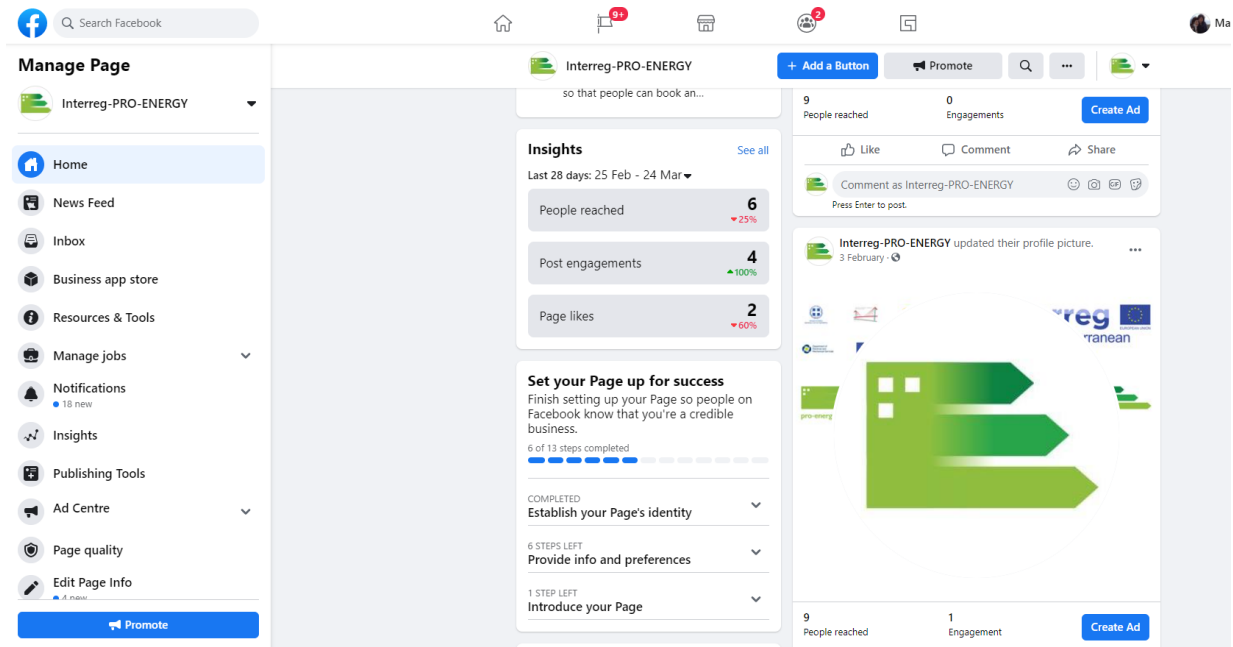 Search Facebook
9+
2
Ma
Manage Page
Interreg-PRO-ENERGY
Home
News Feed
Inbox
Business app store
Resources & Tools
Manage jobs
Notifications
18 new
Insights
Publishing Tools
Ad Centre
Page quality
Edit Page Info
4 new
Promote
Interreg-PRO-ENERGY
+ Add a Button
Promote
so that people can book an...
Insights
See all
Last 28 days: 25 Feb - 24 Mar
People reached
6
25%
Post engagements
4
100%
Page likes
2
60%
Set your Page up for success
Finish setting up your Page so people on
Facebook know that you're a credible
business.
6 of 13 steps completed
COMPLETED
Establish your Page's identity
6 STEPS LEFT
Provide info and preferences
1 STEP LEFT
Introduce your Page
9
People reached
0
Engagements
Create Ad
Like
Comment
Share
Comment as Interreg-PRO-ENERGY
GIF
Press Enter to post.
Interreg-PRO-ENERGY updated their profile picture.
3 February ·
reg
EUROPEAN UNION
rranean
pro-energ
9
People reached
1
Engagement
Create Ad